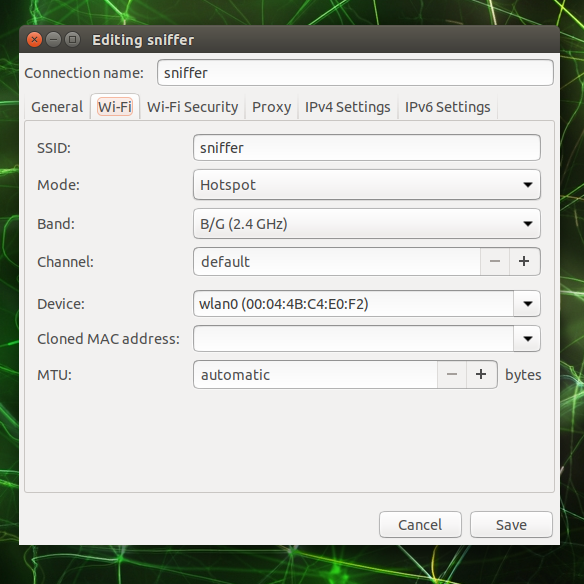 Editing sniffer
Connection name: sniffer
General Wi-Fi Wi-Fi Security Proxy IPv4 Settings IPv6 Settings
SSID: sniffer
Mode: Hotspot
Band: B/G (2.4 GHz)
Channel: default
Device: wlan0 (00:04:4B:C4:E0:F2)
Cloned MAC address:
MTU: automatic bytes
Cancel Save